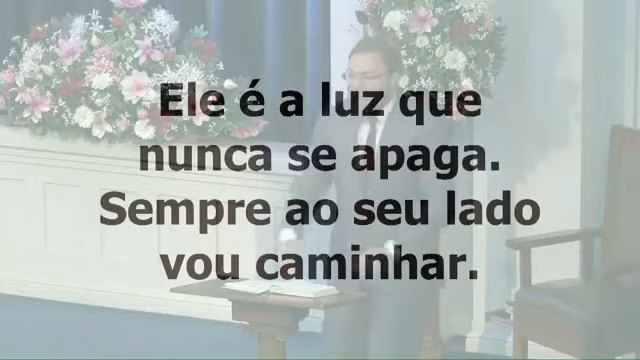 Ele é a luz que
nunca se apaga.
Sempre ao seu lado
vou caminhar.